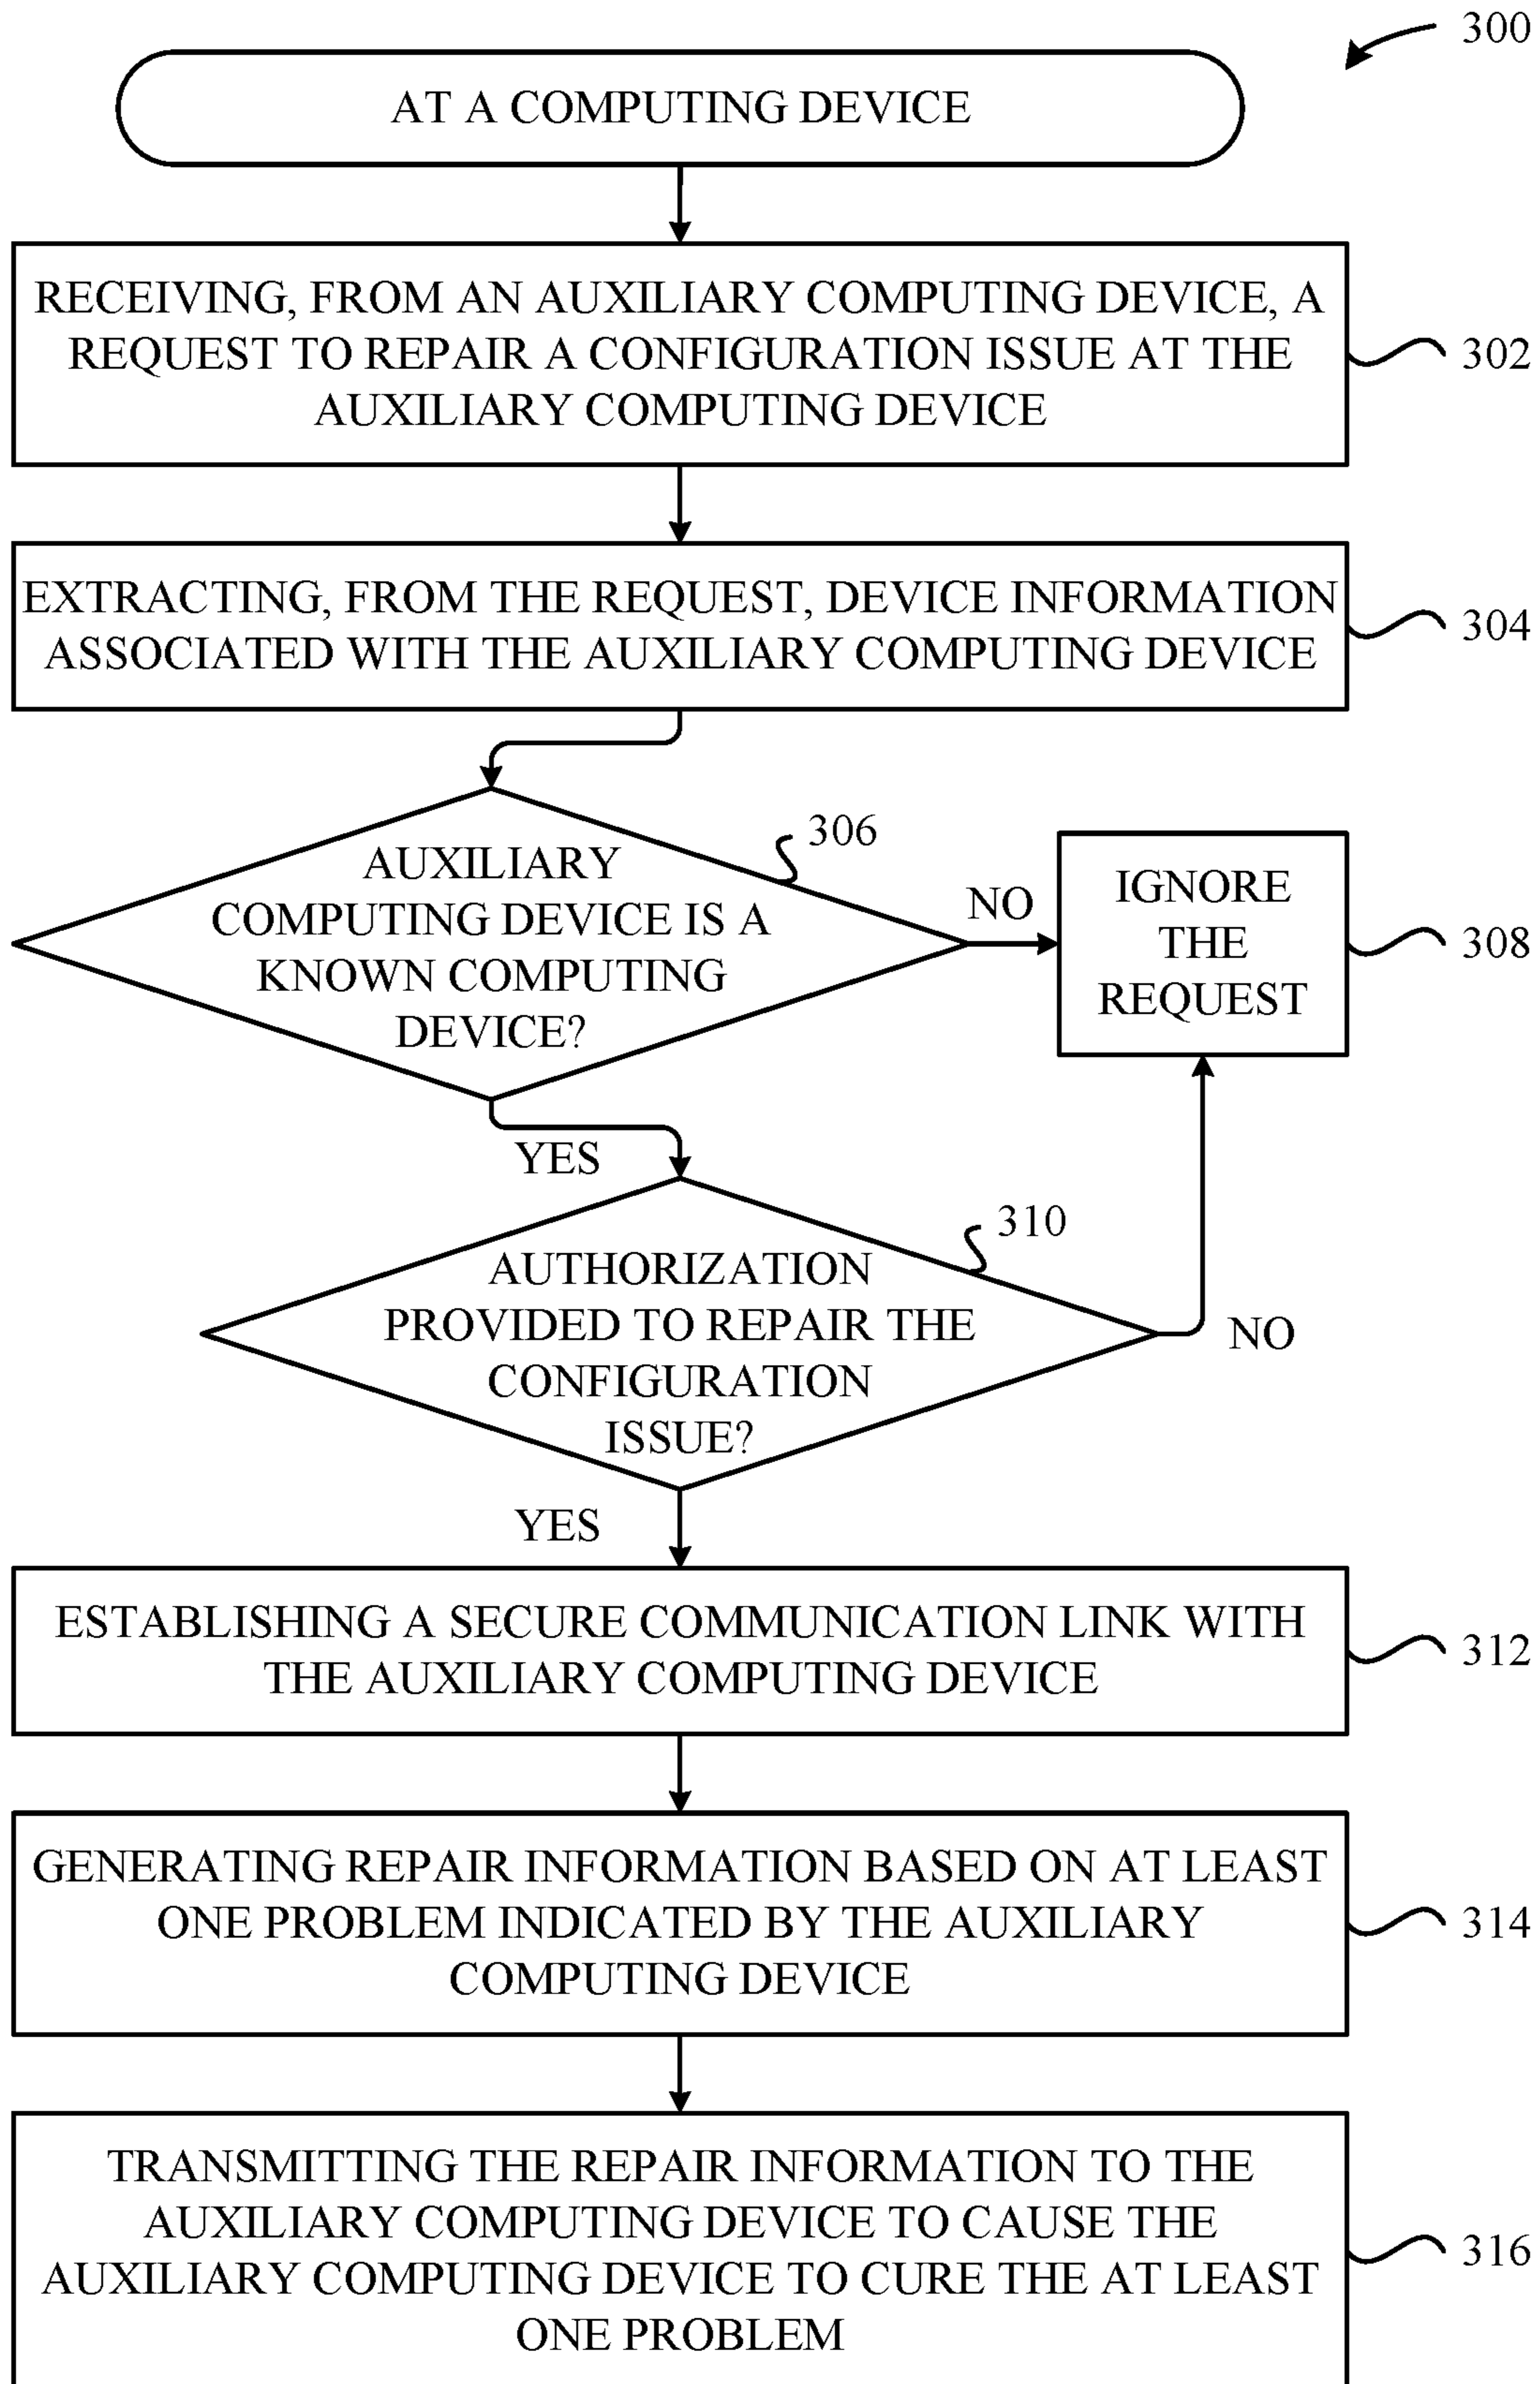 300
AT A COMPUTING DEVICE
RECEIVING, FROM AN AUXILIARY COMPUTING DEVICE, A
REQUEST TO REPAIR A CONFIGURATION ISSUE AT THE
AUXILIARY COMPUTING DEVICE
302
EXTRACTING, FROM THE REQUEST, DEVICE INFORMATION
ASSOCIATED WITH THE AUXILIARY COMPUTING DEVICE
304
306
AUXILIARY
COMPUTING DEVICE IS A
KNOWN COMPUTING
DEVICE?
NO
IGNORE
THE
REQUEST
308
YES
310
AUTHORIZATION
PROVIDED TO REPAIR THE
CONFIGURATION
ISSUE?
NO
YES
ESTABLISHING A SECURE COMMUNICATION LINK WITH
THE AUXILIARY COMPUTING DEVICE
312
GENERATING REPAIR INFORMATION BASED ON AT LEAST
ONE PROBLEM INDICATED BY THE AUXILIARY
COMPUTING DEVICE
314
TRANSMITTING THE REPAIR INFORMATION TO THE
AUXILIARY COMPUTING DEVICE TO CAUSE THE
AUXILIARY COMPUTING DEVICE TO CURE THE AT LEAST
ONE PROBLEM
316